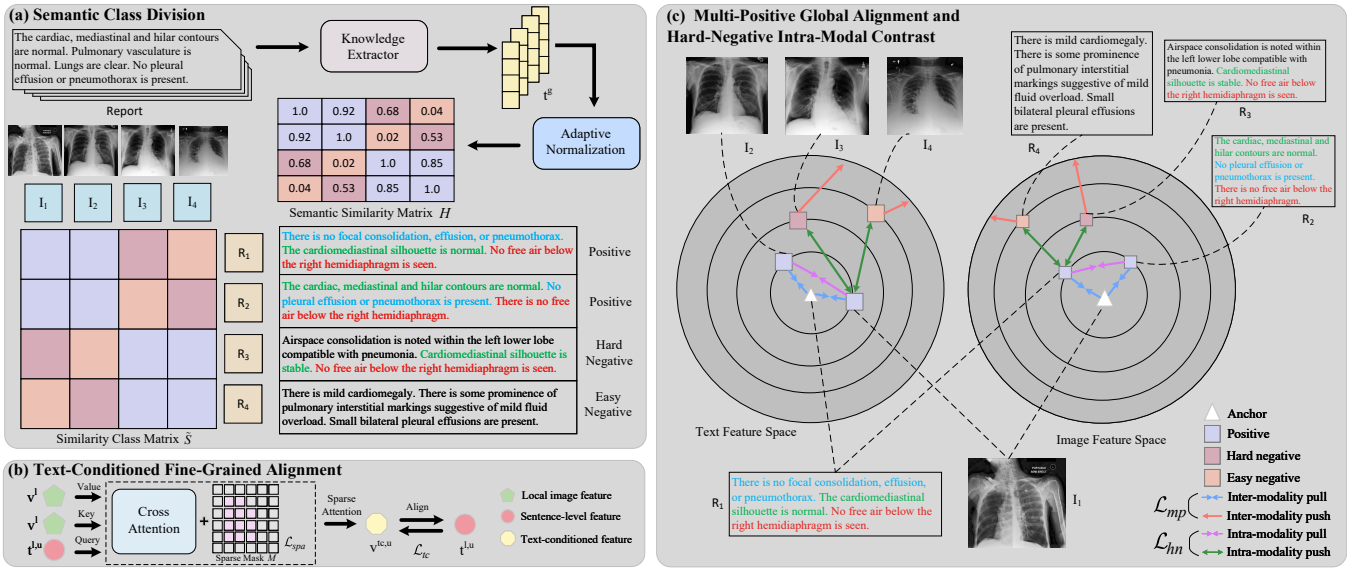 (a) Semantic Class Division
The cardiac, mediastinal and hilar contours
are normal. Pulmonary vasculature is
normal. Lungs are clear. No pleural
effusion or pneumothorax is present.
Report
Knowledge
Extractor
t^g
Adaptive
Normalization
1.0 0.92 0.68 0.04
0.92 1.0 0.02 0.53
0.68 0.02 1.0 0.85
0.04 0.53 0.85 1.0
Semantic Similarity Matrix H
I₁ I₂ I₃ I₄
R₁
R₂
R₃
R₄
Similarity Class Matrix S̃
There is no focal consolidation, effusion, or pneumothorax.
The cardiomediastinal silhouette is normal. No free air below
the right hemidiaphragm is seen.
Positive
The cardiac, mediastinal and hilar contours are normal. No
pleural effusion or pneumothorax is present. There is no free
air below the right hemidiaphragm.
Positive
Airspace consolidation is noted within the left lower lobe
compatible with pneumonia. Cardiomediastinal silhouette is
stable. No free air below the right hemidiaphragm is seen.
Hard
Negative
There is mild cardiomegaly. There is some prominence of
pulmonary interstitial markings suggestive of mild fluid
overload. Small bilateral pleural effusions are present.
Easy
Negative
(b) Text-Conditioned Fine-Grained Alignment
v^l Value
v^l Key
t^{l,u} Query
Cross
Attention
+
ℒ_spa
Sparse Mask M
Sparse
Attention
v^{tc,u}
Align
ℒ_tc
t^{l,u}
Local image feature
Sentence-level feature
Text-conditioned feature
(c) Multi-Positive Global Alignment and
Hard-Negative Intra-Modal Contrast
I₂
I₃
I₄
There is mild cardiomegaly.
There is some prominence
of pulmonary interstitial
markings suggestive of mild
fluid overload. Small
bilateral pleural effusions
are present.
R₄
Airspace consolidation is noted within
the left lower lobe compatible with
pneumonia. Cardiomediastinal
silhouette is stable. No free air below
the right hemidiaphragm is seen.
R₃
The cardiac, mediastinal and
hilar contours are normal.
No pleural effusion or
pneumothorax is present.
There is no free air below the
right hemidiaphragm.
R₂
Text Feature Space
Image Feature Space
R₁
There is no focal consolidation, effusion,
or pneumothorax. The cardiomediastinal
silhouette is normal. No free air below the
right hemidiaphragm is seen.
I₁
Anchor
Positive
Hard negative
Easy negative
ℒ_mp
Inter-modality pull
Inter-modality push
ℒ_hn
Intra-modality pull
Intra-modality push